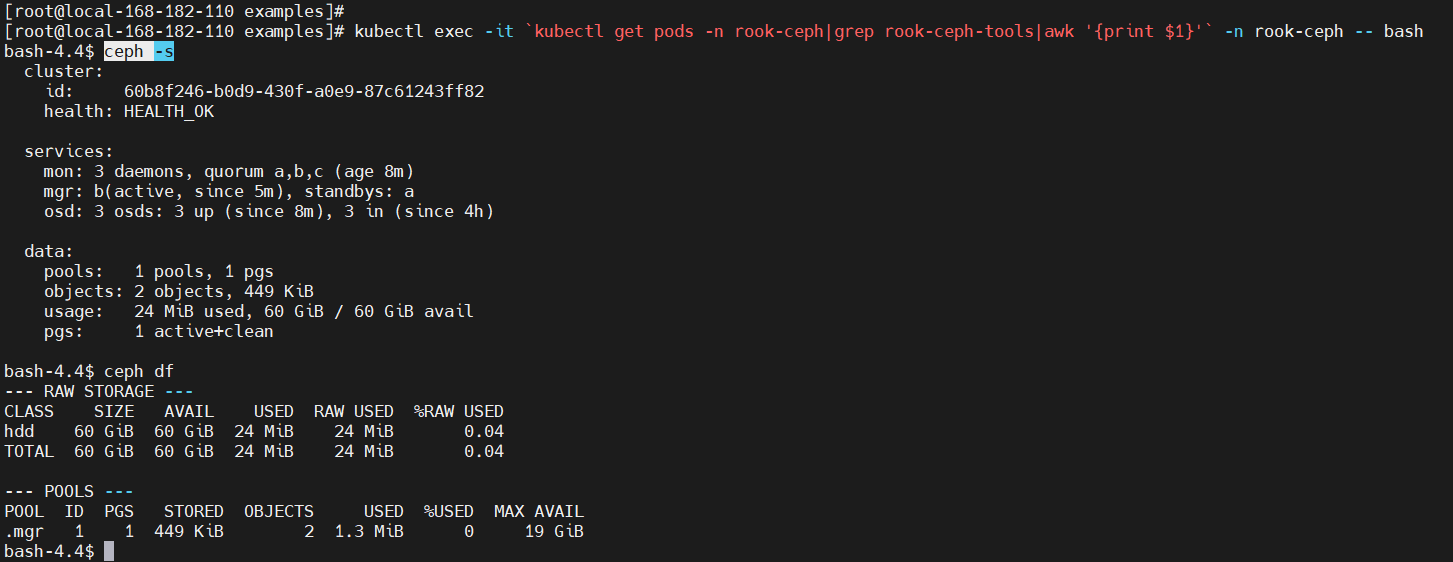 [root@local-168-182-110 examples]#
[root@local-168-182-110 examples]# kubectl exec -it `kubectl get pods -n rook-ceph|grep rook-ceph-tools|awk '{print $1}'` -n rook-ceph -- bash
bash-4.4$ ceph -s
  cluster:
    id:     60b8f246-b0d9-430f-a0e9-87c61243ff82
    health: HEALTH_OK

  services:
    mon: 3 daemons, quorum a,b,c (age 8m)
    mgr: b(active, since 5m), standbys: a
    osd: 3 osds: 3 up (since 8m), 3 in (since 4h)

  data:
    pools:   1 pools, 1 pgs
    objects: 2 objects, 449 KiB
    usage:   24 MiB used, 60 GiB / 60 GiB avail
    pgs:     1 active+clean

bash-4.4$ ceph df
--- RAW STORAGE ---
CLASS    SIZE   AVAIL    USED  RAW USED  %RAW USED
hdd    60 GiB  60 GiB  24 MiB    24 MiB       0.04
TOTAL  60 GiB  60 GiB  24 MiB    24 MiB       0.04

--- POOLS ---
POOL  ID  PGS   STORED  OBJECTS     USED  %USED  MAX AVAIL
.mgr   1    1  449 KiB        2  1.3 MiB      0     19 GiB
bash-4.4$